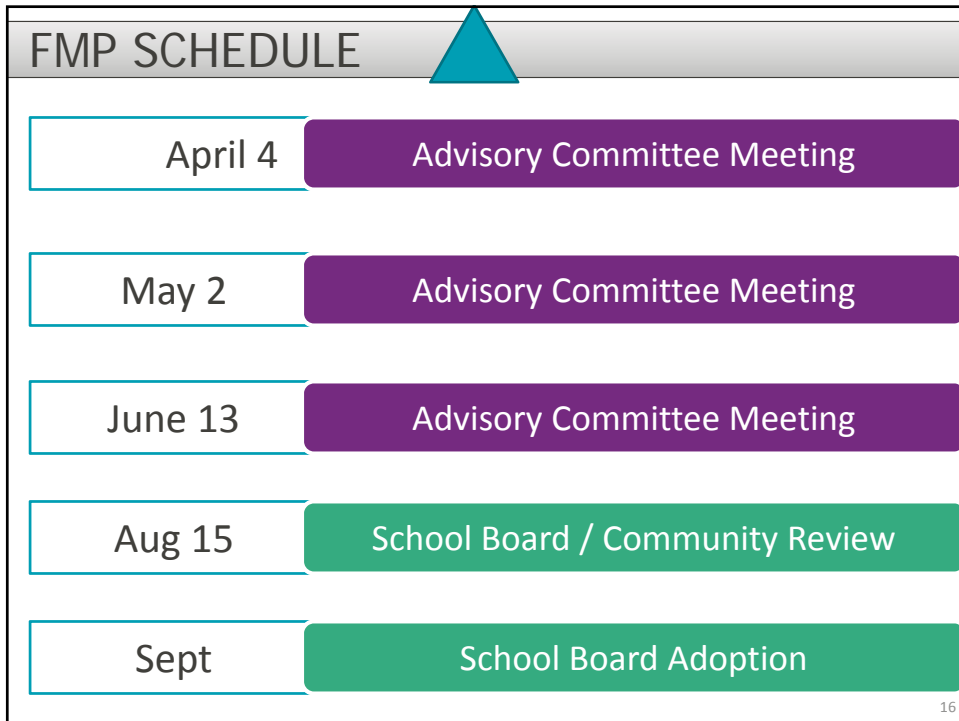 FMP SCHEDULE
April 4 Advisory Committee Meeting
May 2 Advisory Committee Meeting
June 13 Advisory Committee Meeting
Aug 15 School Board / Community Review
Sept School Board Adoption
16